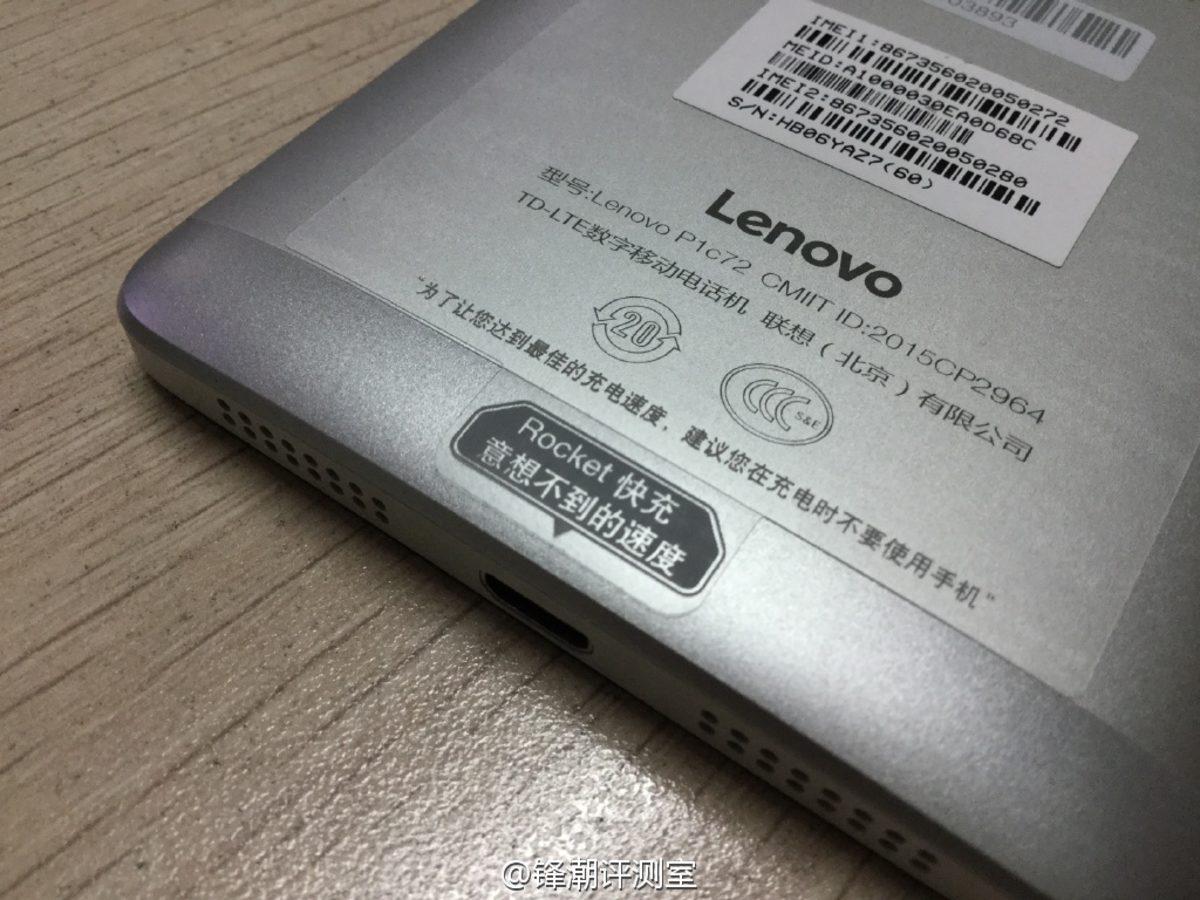 03893
IMEI1:867356020050272
MEID:A1000030EA0D68C
IMEI2:867356020050280
S/N:HB06YAZ7(60)
Lenovo
型号:Lenovo P1c72 CMIIT ID:2015CP2964
TD-LTE数字移动电话机 联想(北京)有限公司
20
CCC S&E
“为了让您达到最佳的充电速度,建议您在充电时不要使用手机”
Rocket 快充
意想不到的速度
@锋潮评测室